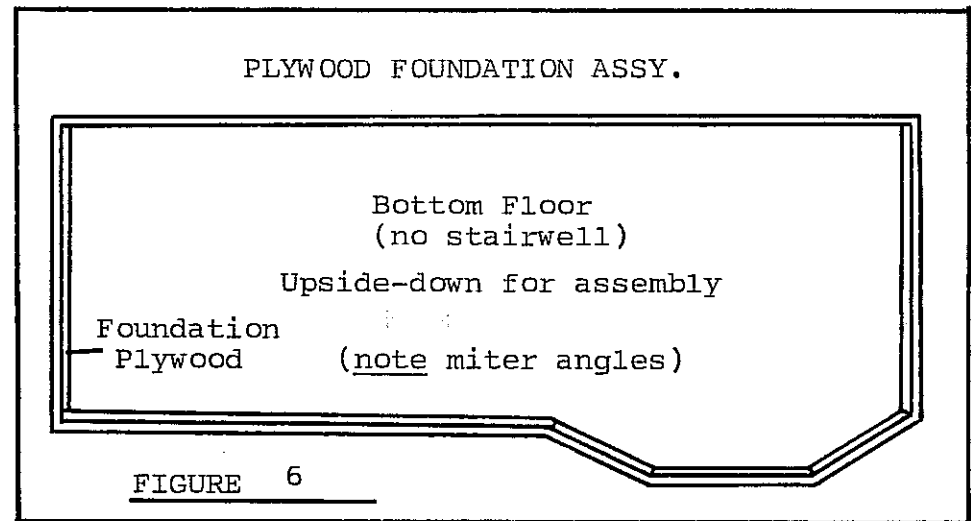 PLYWOOD FOUNDATION ASSY.
Bottom Floor
(no stairwell)
Upside-down for assembly
Foundation
Plywood
(note miter angles)
FIGURE 6